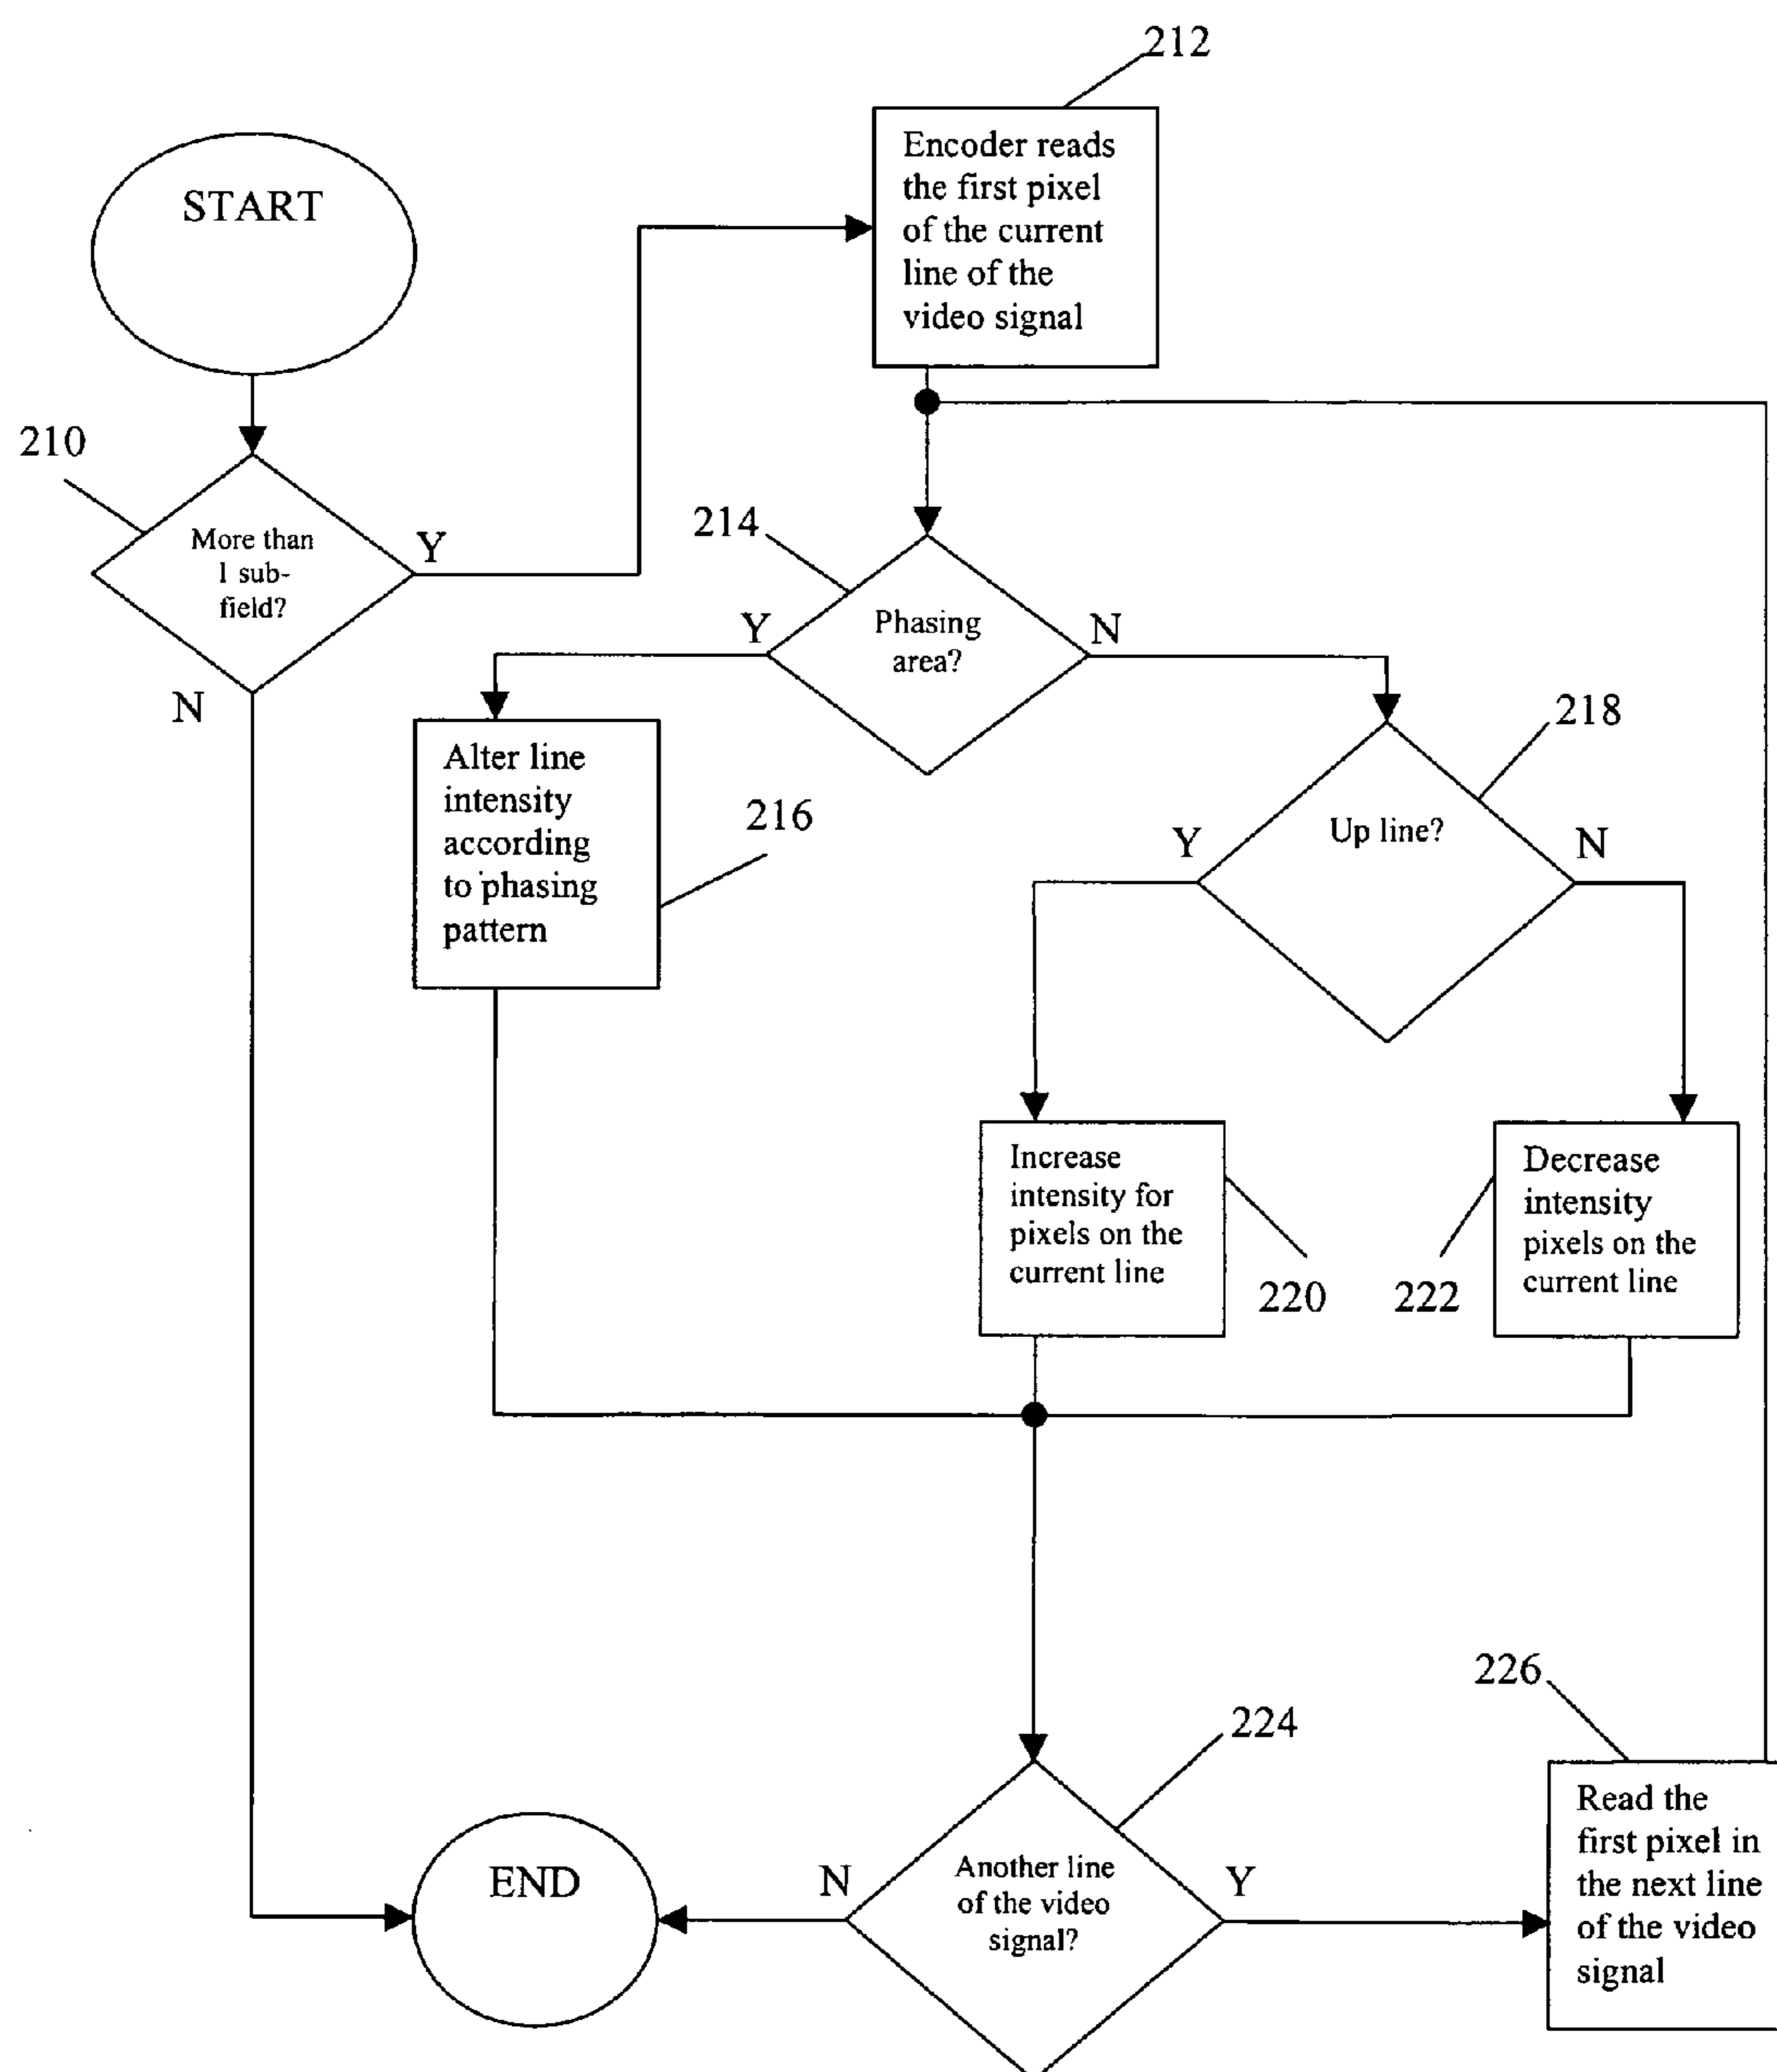 212
Encoder reads
the first pixel
of the current
line of the
video signal
START
210
More than
1 sub-
field?
Y
N
214
Y
Phasing
area?
N
218
Alter line
intensity
according
to phasing
pattern
216
Y
Up line?
N
Increase
intensity for
pixels on the
current line
220
222
Decrease
intensity
pixels on the
current line
226
224
END
N
Another line
of the video
signal?
Y
Read the
first pixel in
the next line
of the video
signal